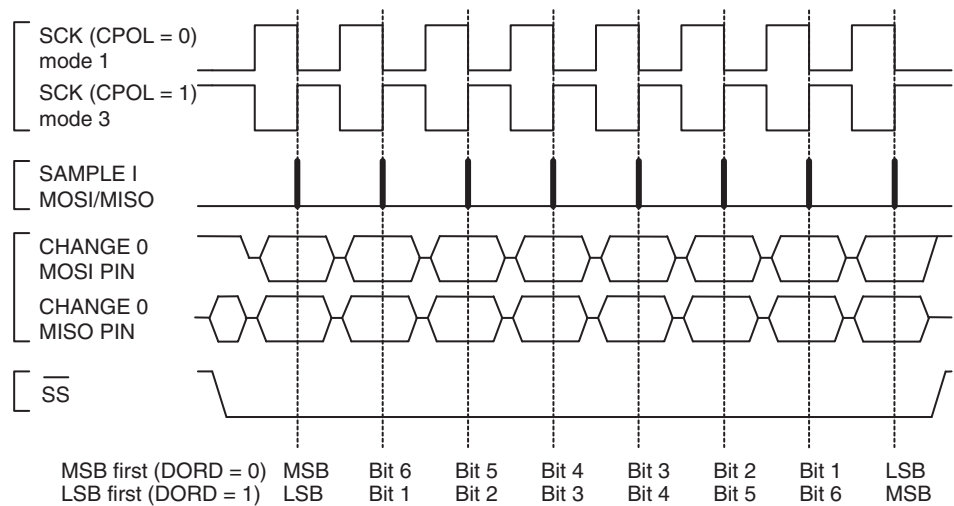 SCK (CPOL = 0)
mode 1
SCK (CPOL = 1)
mode 3
SAMPLE I
MOSI/MISO
CHANGE 0
MOSI PIN
CHANGE 0
MISO PIN
SS
MSB first (DORD = 0) MSB Bit 6 Bit 5 Bit 4 Bit 3 Bit 2 Bit 1 LSB
LSB first (DORD = 1) LSB Bit 1 Bit 2 Bit 3 Bit 4 Bit 5 Bit 6 MSB